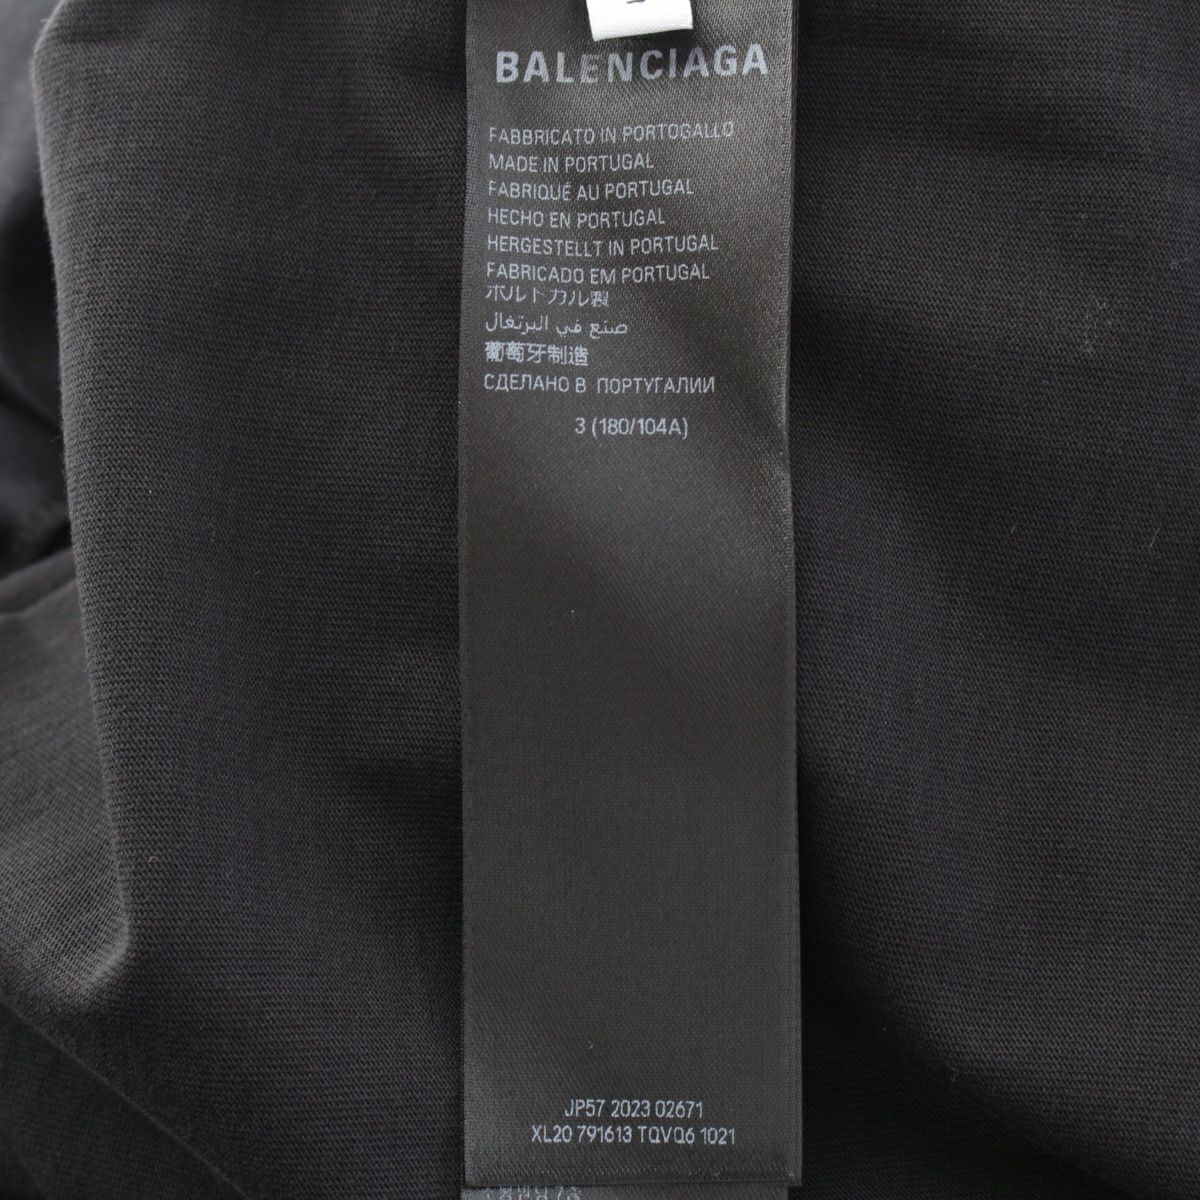 BALENCIAGA
FABBRICATO IN PORTOGALLO
MADE IN PORTUGAL
FABRIQUÉ AU PORTUGAL
HECHO EN PORTUGAL
HERGESTELLT IN PORTUGAL
FABRICADO EM PORTUGAL
ポルトガル製
صنع في البرتغال
葡萄牙制造
СДЕЛАНО В ПОРТУГАЛИИ
3 (180/104A)
JP57 2023 02671
XL20 791613 TQVQ6 1021